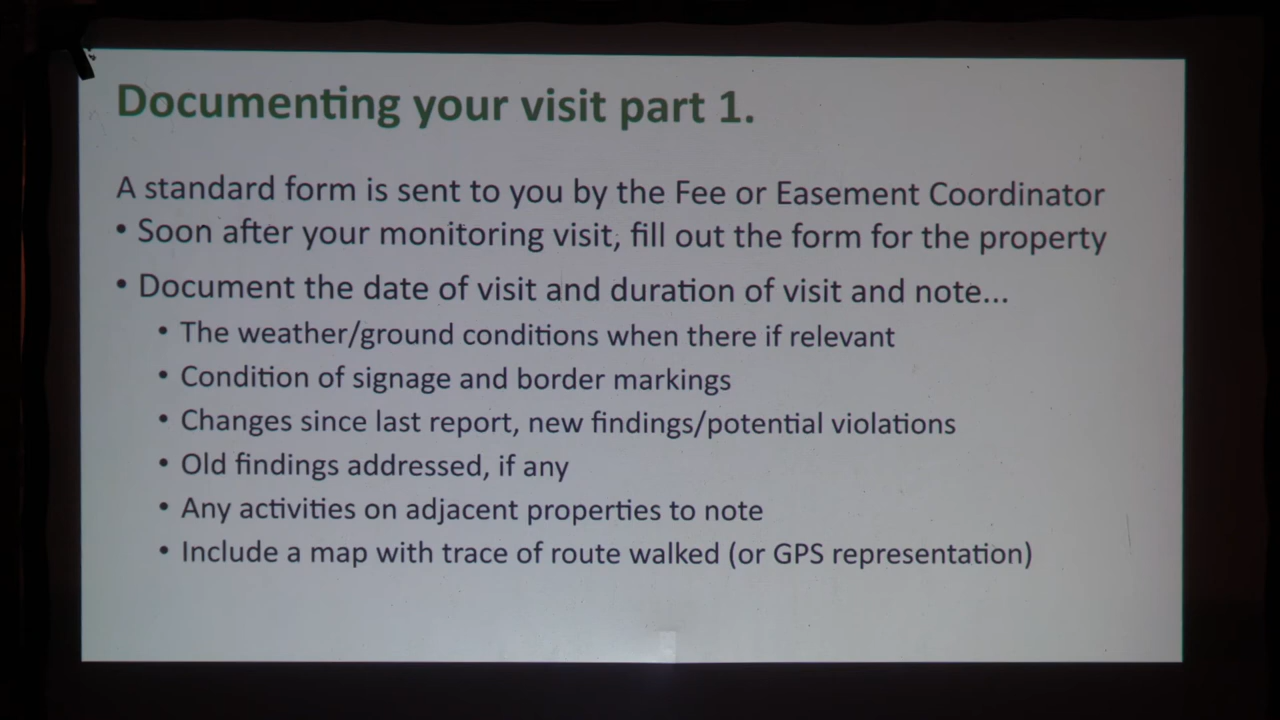 Documenting your visit part 1.
A standard form is sent to you by the Fee or Easement Coordinator
• Soon after your monitoring visit, fill out the form for the property
• Document the date of visit and duration of visit and note...
• The weather/ground conditions when there if relevant
• Condition of signage and border markings
• Changes since last report, new findings/potential violations
• Old findings addressed, if any
• Any activities on adjacent properties to note
• Include a map with trace of route walked (or GPS representation)